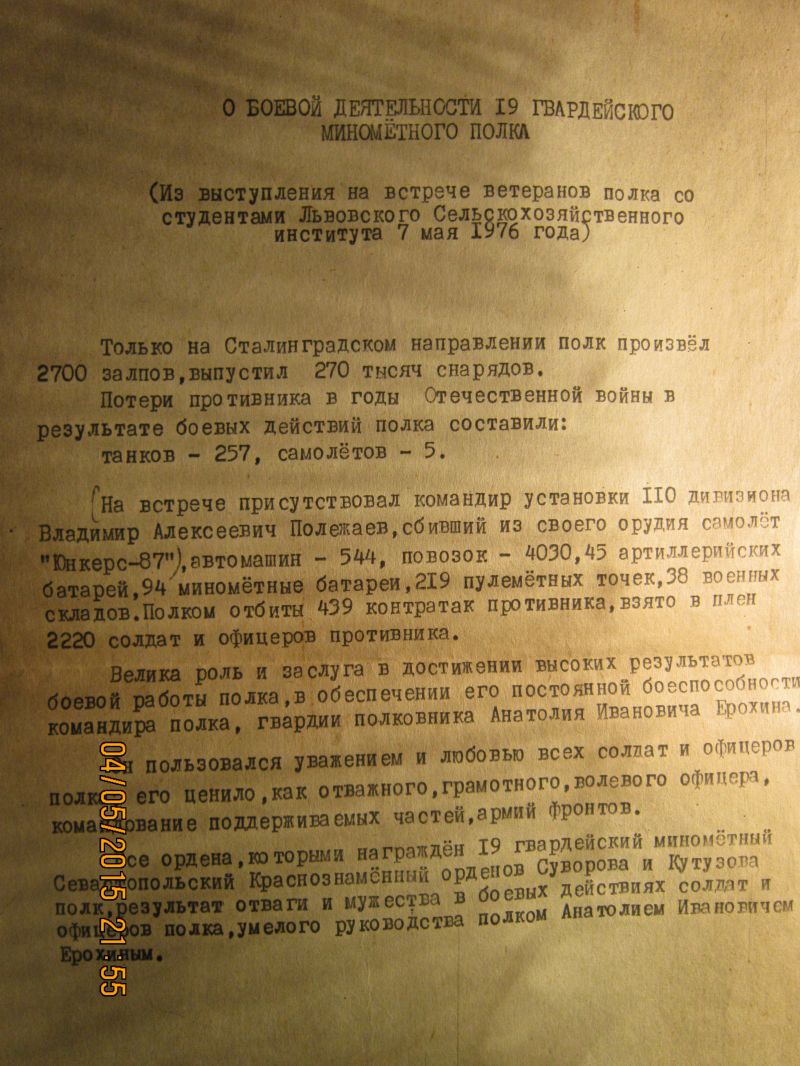 О БОЕВОЙ ДЕЯТЕЛЬНОСТИ 19 ГВАРДЕЙСКОГО
МИНОМЁТНОГО ПОЛКА
(Из выступления на встрече ветеранов полка со
студентами Львовского Сельскохозяйственного
института 7 мая 1976 года)
Только на Сталинградском направлении полк произвёл
2700 залпов,выпустил 270 тысяч снарядов.
Потери противника в годы Отечественной войны в
результате боевых действий полка составили:
танков - 257, самолётов - 5.
(На встрече присутствовал командир установки 110 дивизиона
Владимир Алексеевич Полежаев,сбивший из своего орудия самолёт
"Юнкерс-87"),автомашин - 544, повозок - 4030,45 артиллерийских
батарей,94 миномётные батареи,219 пулемётных точек,38 военных
складов.Полком отбиты 439 контратак противника,взято в плен
2220 солдат и офицеров противника.
Велика роль и заслуга в достижении высоких результатов
боевой работы полка,в обеспечении его постоянной боеспособности
командира полка, гвардии полковника Анатолия Ивановича Ерохина.
пользовался уважением и любовью всех солдат и офицеров
его ценило,как отважного,грамотного,волевого офицера,
командование поддерживаемых частей,армий фронтов.
ордена,которыми награждён 19 гвардейский миномётный
Севастопольский Краснознамённый орденов Суворова и Кутузова
полк,результат отваги и мужества в боевых действиях солдат и
офицеров полка,умелого руководства полком Анатолием Ивановичем
Ерохиным.
04/05/2015 21:55